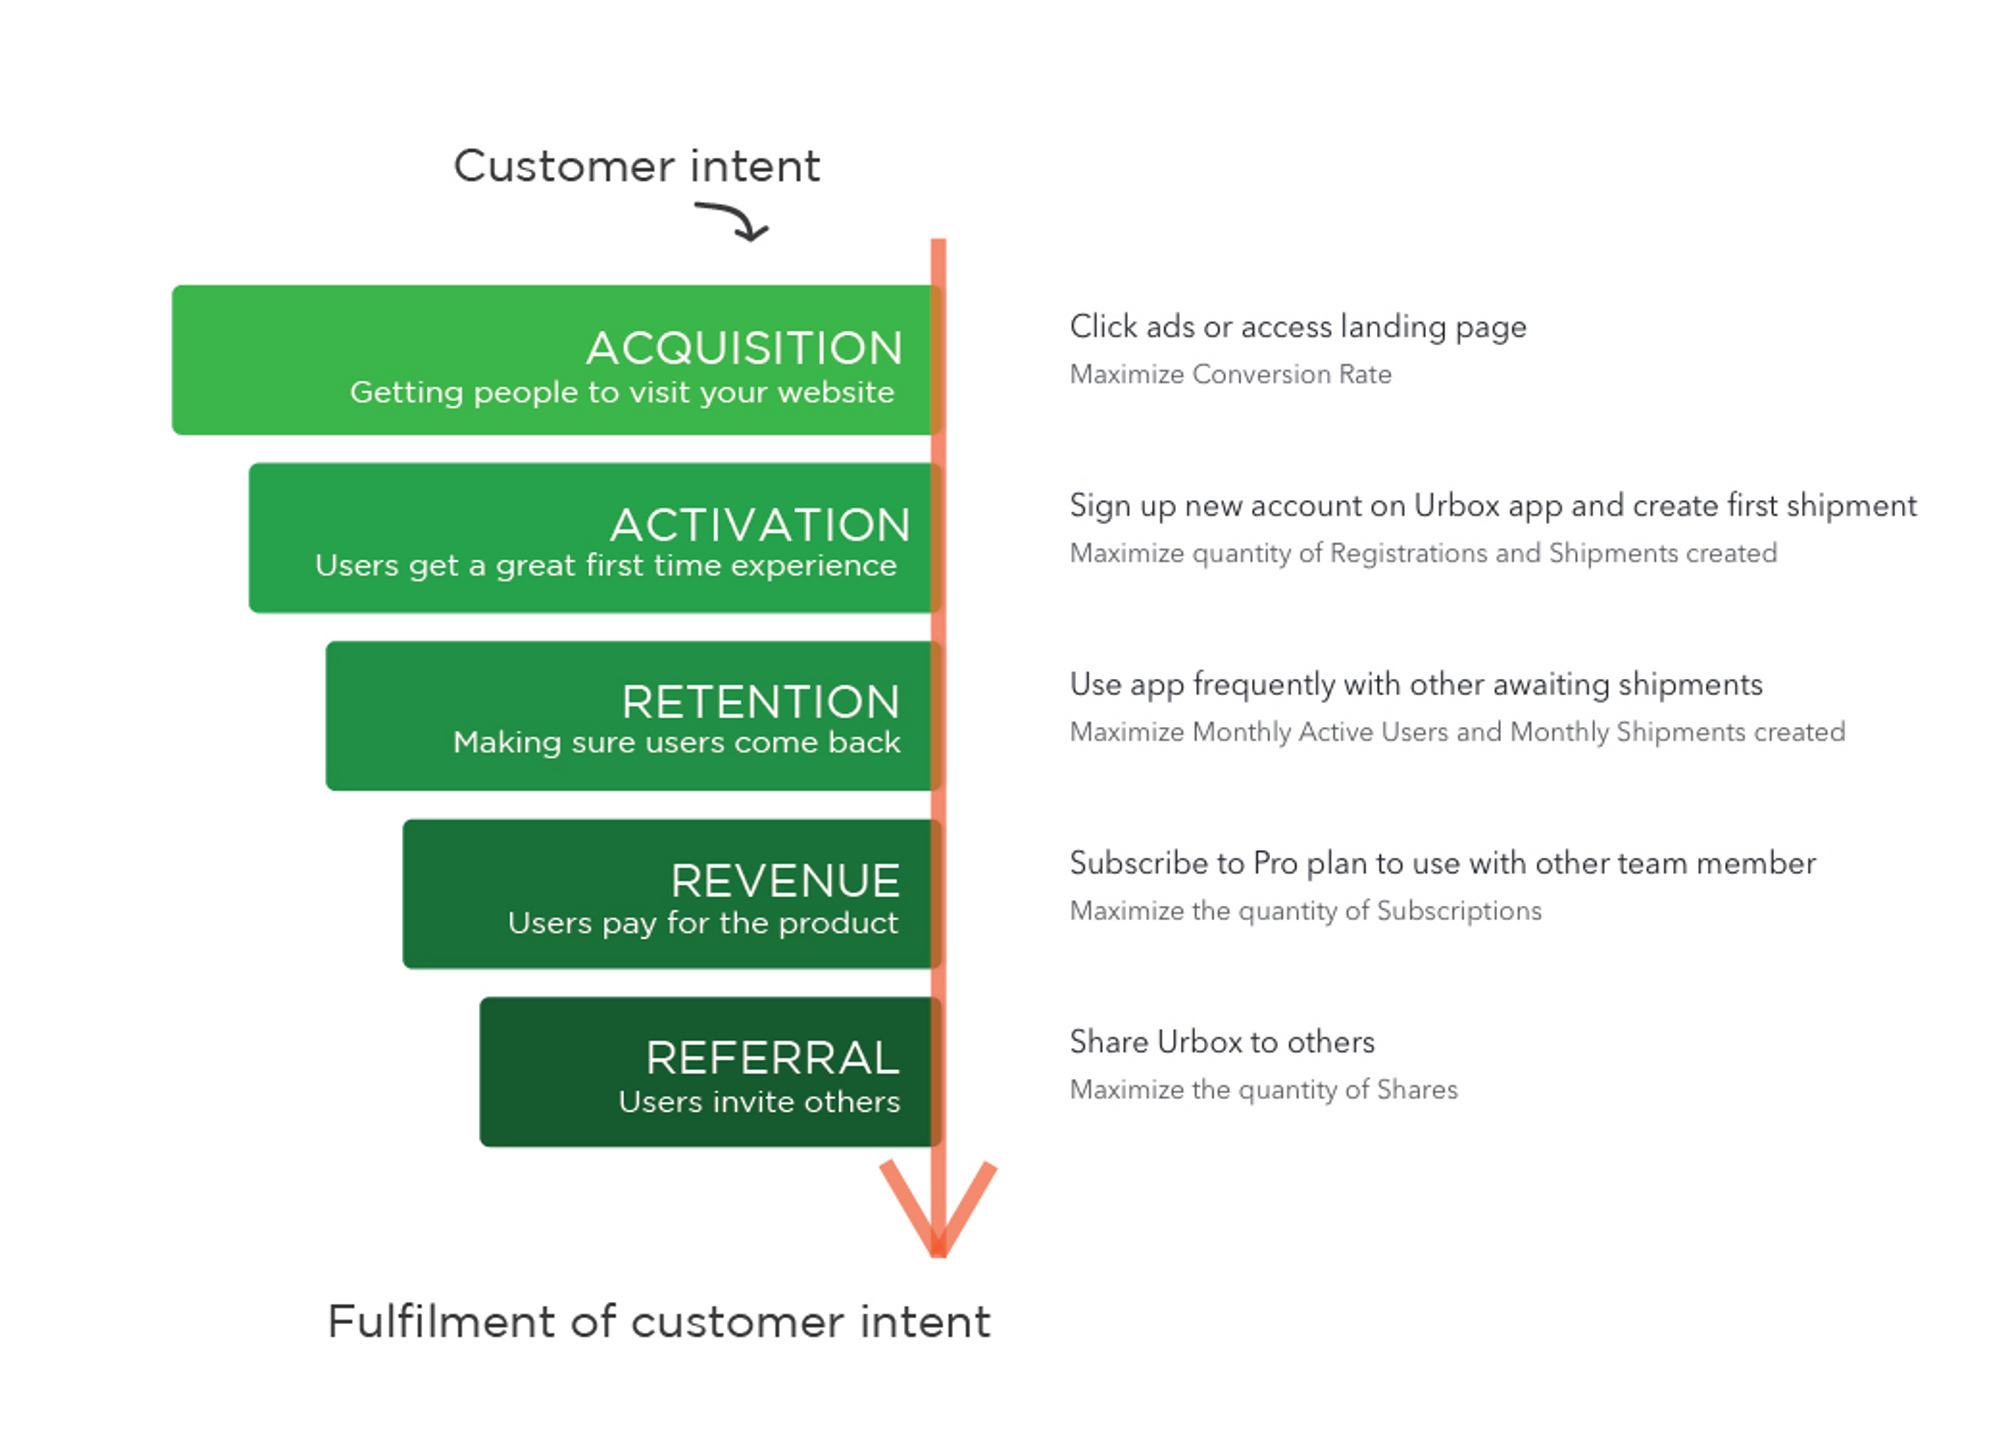 Customer intent
ACQUISITION
Getting people to visit your website
Click ads or access landing page
Maximize Conversion Rate
ACTIVATION
Users get a great first time experience
Sign up new account on Urbox app and create first shipment
Maximize quantity of Registrations and Shipments created
RETENTION
Making sure users come back
Use app frequently with other awaiting shipments
Maximize Monthly Active Users and Monthly Shipments created
REVENUE
Users pay for the product
Subscribe to Pro plan to use with other team member
Maximize the quantity of Subscriptions
REFERRAL
Users invite others
Share Urbox to others
Maximize the quantity of Shares
Fulfilment of customer intent